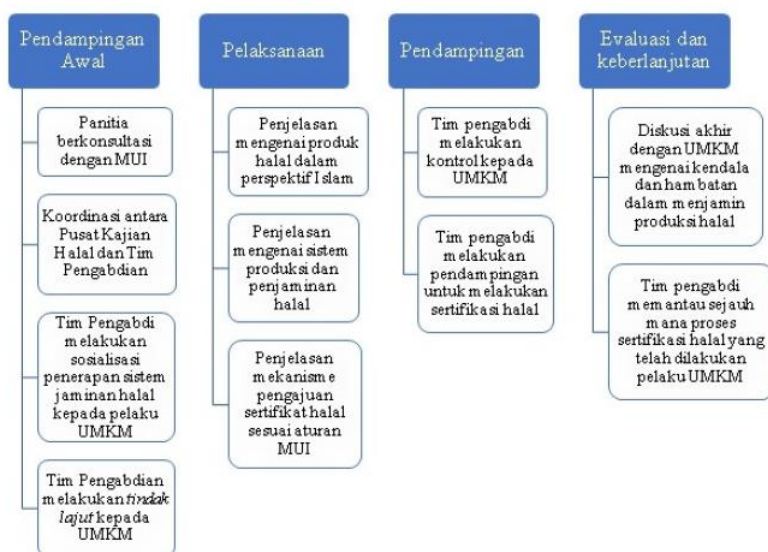 Pendampingan
Awal
Panitia
berkonsultasi
dengan MUI
Koordinasi antara
Pusat Kajian
Halal dan Tim
Pengabdian
Tim Pengabdi
melakukan
sosialisasi
penerapan sistem
jaminan halal
kepada pelaku
UMKM
Tim Pengabdian
melakukan tindak
lajut kepada
UMKM
Pelaksanaan
Penjelasan
mengenai produk
halal dalam
perspektif Islam
Penjelasan
mengenai sistem
produksi dan
penjaminan
halal
Penjelasan
mekanisme
pengajuan
sertifikat halal
sesuai aturan
MUI
Pendampingan
Tim pengabdi
melakukan
kontrol kepada
UMKM
Tim pengabdi
melakukan
pendampingan
untuk melakukan
sertifikasi halal
Evaluasi dan
keberlanjutan
Diskusi akhir
dengan UMKM
mengenai kendala
dan hambatan
dalam menjamin
produksi halal
Tim pengabdi
memantau sejauh
mana proses
sertifikasi halal yang
telah dilakukan
pelaku UMKM